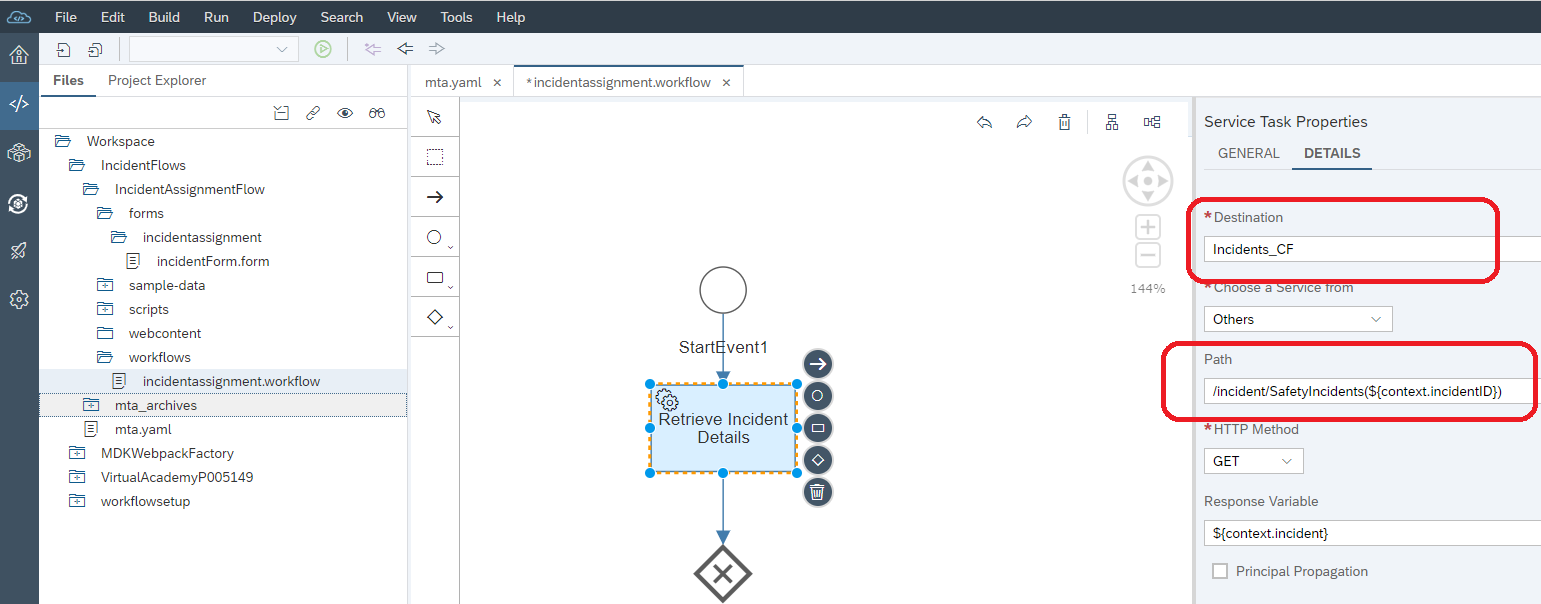 File Edit Build Run Deploy Search View Tools Help
Files Project Explorer
mta.yaml × *incidentassignment.workflow ×
Workspace
IncidentFlows
IncidentAssignmentFlow
forms
incidentassignment
incidentForm.form
sample-data
scripts
webcontent
workflows
incidentassignment.workflow
mta_archives
mta.yaml
MDKWebpackFactory
VirtualAcademyP005149
workflowsetup
144%
StartEvent1
Retrieve Incident
Details
Service Task Properties
GENERAL DETAILS
*Destination
Incidents_CF
*Choose a Service from
Others
Path
/incident/SafetyIncidents(${context.incidentID})
*HTTP Method
GET
Response Variable
${context.incident}
Principal Propagation